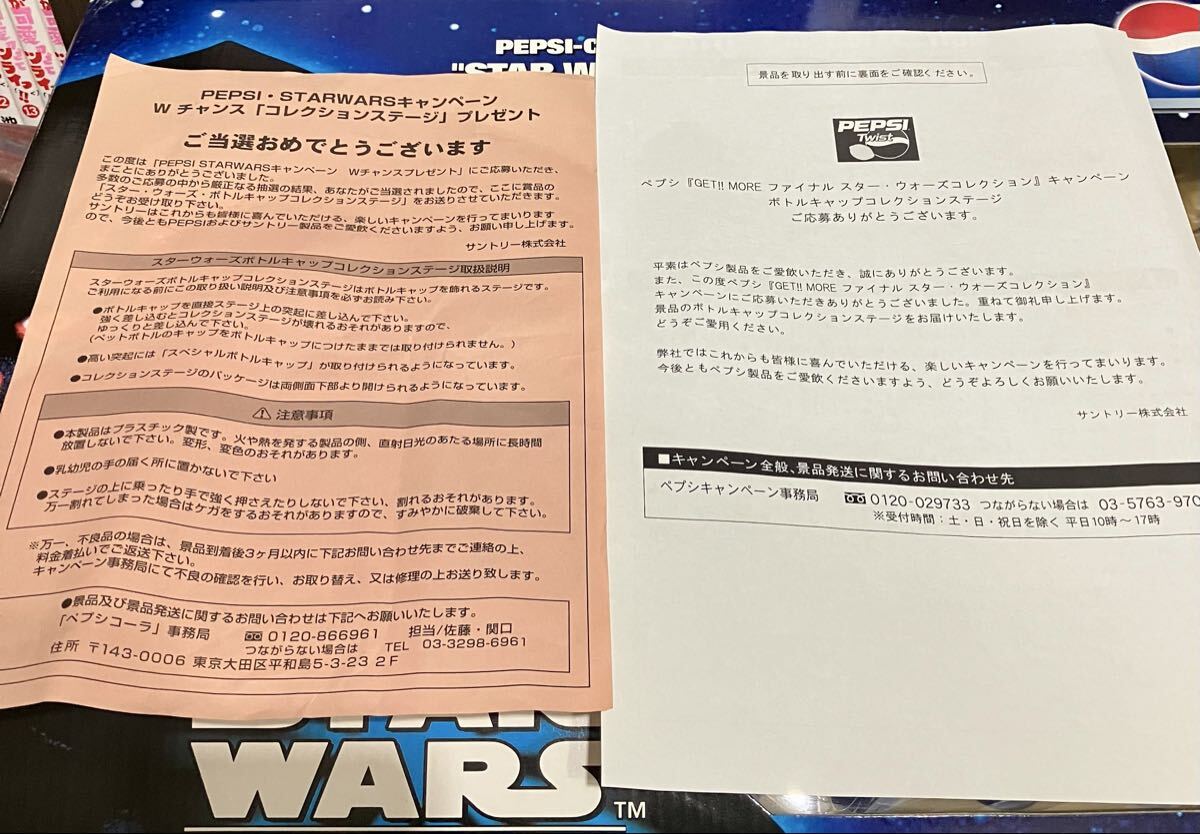 PEPSI-C
"STAR W
PEPSI・STARWARSキャンペーン
W チャンス「コレクションステージ」プレゼント
ご当選おめでとうございます
この度は「PEPSI STARWARSキャンペーン Wチャンスプレゼント」にご応募いただき、
まことにありがとうございました。
多数のご応募の中から厳正なる抽選の結果、あなたがご当選されましたので、ここに賞品の
「スター・ウォーズ・ボトルキャップコレクションステージ」をお送りさせていただきます。
どうぞお受け取り下さい。
サントリーはこれからも皆様に喜んでいただける、楽しいキャンペーンを行ってまいります
ので、今後ともPEPSIおよびサントリー製品をご愛飲くださいますよう、お願い申し上げます。
サントリー株式会社
スターウォーズボトルキャップコレクションステージ取扱説明
スターウォーズボトルキャップコレクションステージはボトルキャップを飾れるステージです。
ご利用になる前にこの取り扱い説明及び注意事項を必ずお読み下さい。
●ボトルキャップを直接ステージ上の突起に差し込んで下さい。
強く差し込むとコレクションステージが壊れるおそれがありますので、
ゆっくりと差し込んで下さい。
(ペットボトルのキャップをボトルキャップにつけたままでは取り付けられません。)
●高い突起には「スペシャルボトルキャップ」が取り付けられるようになっています。
●コレクションステージのパッケージは両側面下部より開けられるようになっています。
⚠ 注意事項
●本製品はプラスチック製です。火や熱を発する製品の側、直射日光のあたる場所に長時間
放置しないで下さい。変形、変色のおそれがあります。
●乳幼児の手の届く所に置かないで下さい
●ステージの上に乗ったり手で強く押さえたりしないで下さい、割れるおそれがあります。
万一割れてしまった場合はケガをするおそれがありますので、すみやかに破棄して下さい。
※万一、不良品の場合は、景品到着後3ヶ月以内に下記お問い合わせ先までご連絡の上、
料金着払いでご返送下さい。
キャンペーン事務局にて不良の確認を行い、お取り替え、又は修理の上お送り致します。
●景品及び景品発送に関するお問い合わせは下記へお願いいたします。
「ペプシコーラ」事務局 0120-866961 担当/佐藤・関口
つながらない場合は TEL 03-3298-6961
住所 〒143-0006 東京大田区平和島5-3-23 2F
景品を取り出す前に裏面をご確認ください。
PEPSI
Twist
ペプシ『GET!! MORE ファイナル スター・ウォーズコレクション』キャンペーン
ボトルキャップコレクションステージ
ご応募ありがとうございます。
平素はペプシ製品をご愛飲いただき、誠にありがとうございます。
また、この度ペプシ『GET!! MORE ファイナル スター・ウォーズコレクション』
キャンペーンにご応募いただきありがとうございました。重ねて御礼申し上げます。
景品のボトルキャップコレクションステージをお届けいたします。
どうぞご愛用ください。
弊社ではこれからも皆様に喜んでいただける、楽しいキャンペーンを行ってまいります。
今後ともペプシ製品をご愛飲くださいますよう、どうぞよろしくお願いいたします。
サントリー株式会社
■キャンペーン全般、景品発送に関するお問い合わせ先
ペプシキャンペーン事務局 0120-029733 つながらない場合は 03-5763-970
※受付時間:土・日・祝日を除く 平日10時~17時
STAR
WARS
TM